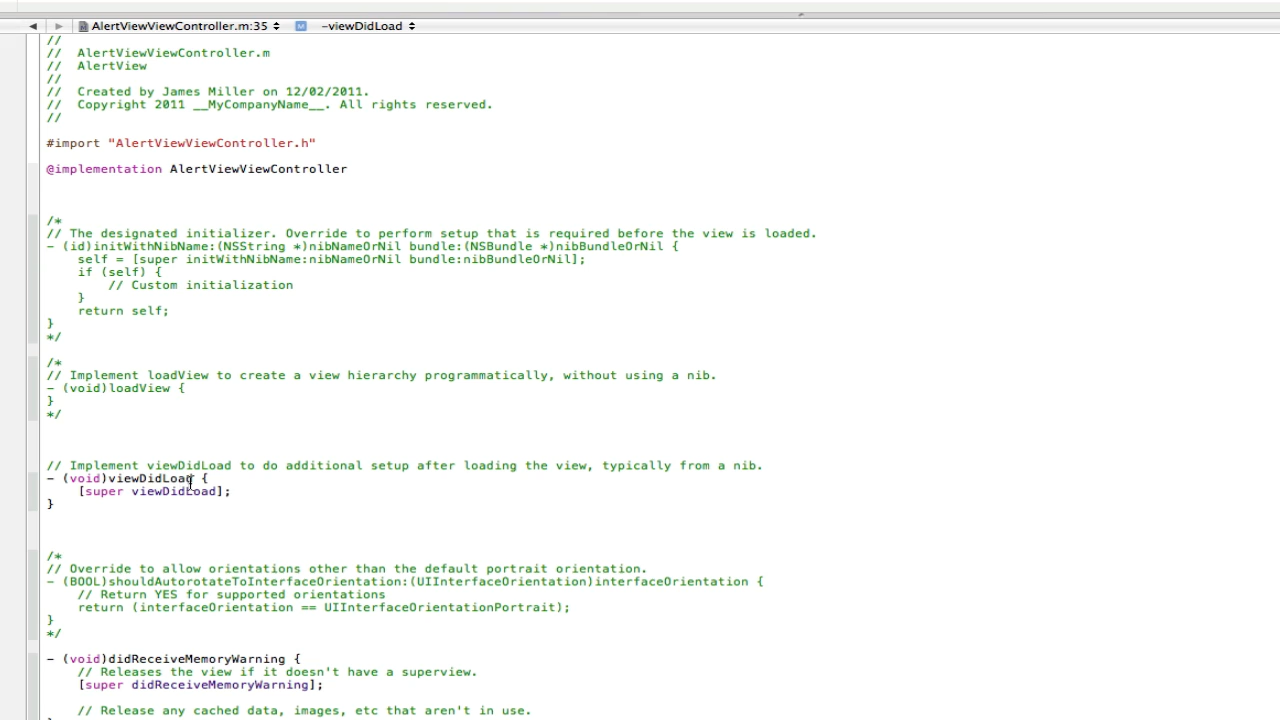 AlertViewViewController.m:35 -viewDidLoad
//
// AlertViewViewController.m
// AlertView
//
// Created by James Miller on 12/02/2011.
// Copyright 2011 __MyCompanyName__. All rights reserved.
//
#import "AlertViewViewController.h"
@implementation AlertViewViewController
/*
// The designated initializer. Override to perform setup that is required before the view is loaded.
- (id)initWithNibName:(NSString *)nibNameOrNil bundle:(NSBundle *)nibBundleOrNil {
self = [super initWithNibName:nibNameOrNil bundle:nibBundleOrNil];
if (self) {
// Custom initialization
}
return self;
}
*/
/*
// Implement loadView to create a view hierarchy programmatically, without using a nib.
- (void)loadView {
}
*/
// Implement viewDidLoad to do additional setup after loading the view, typically from a nib.
- (void)viewDidLoad {
[super viewDidLoad];
}
/*
// Override to allow orientations other than the default portrait orientation.
- (BOOL)shouldAutorotateToInterfaceOrientation:(UIInterfaceOrientation)interfaceOrientation {
// Return YES for supported orientations
return (interfaceOrientation == UIInterfaceOrientationPortrait);
}
*/
- (void)didReceiveMemoryWarning {
// Releases the view if it doesn't have a superview.
[super didReceiveMemoryWarning];
// Release any cached data, images, etc that aren't in use.